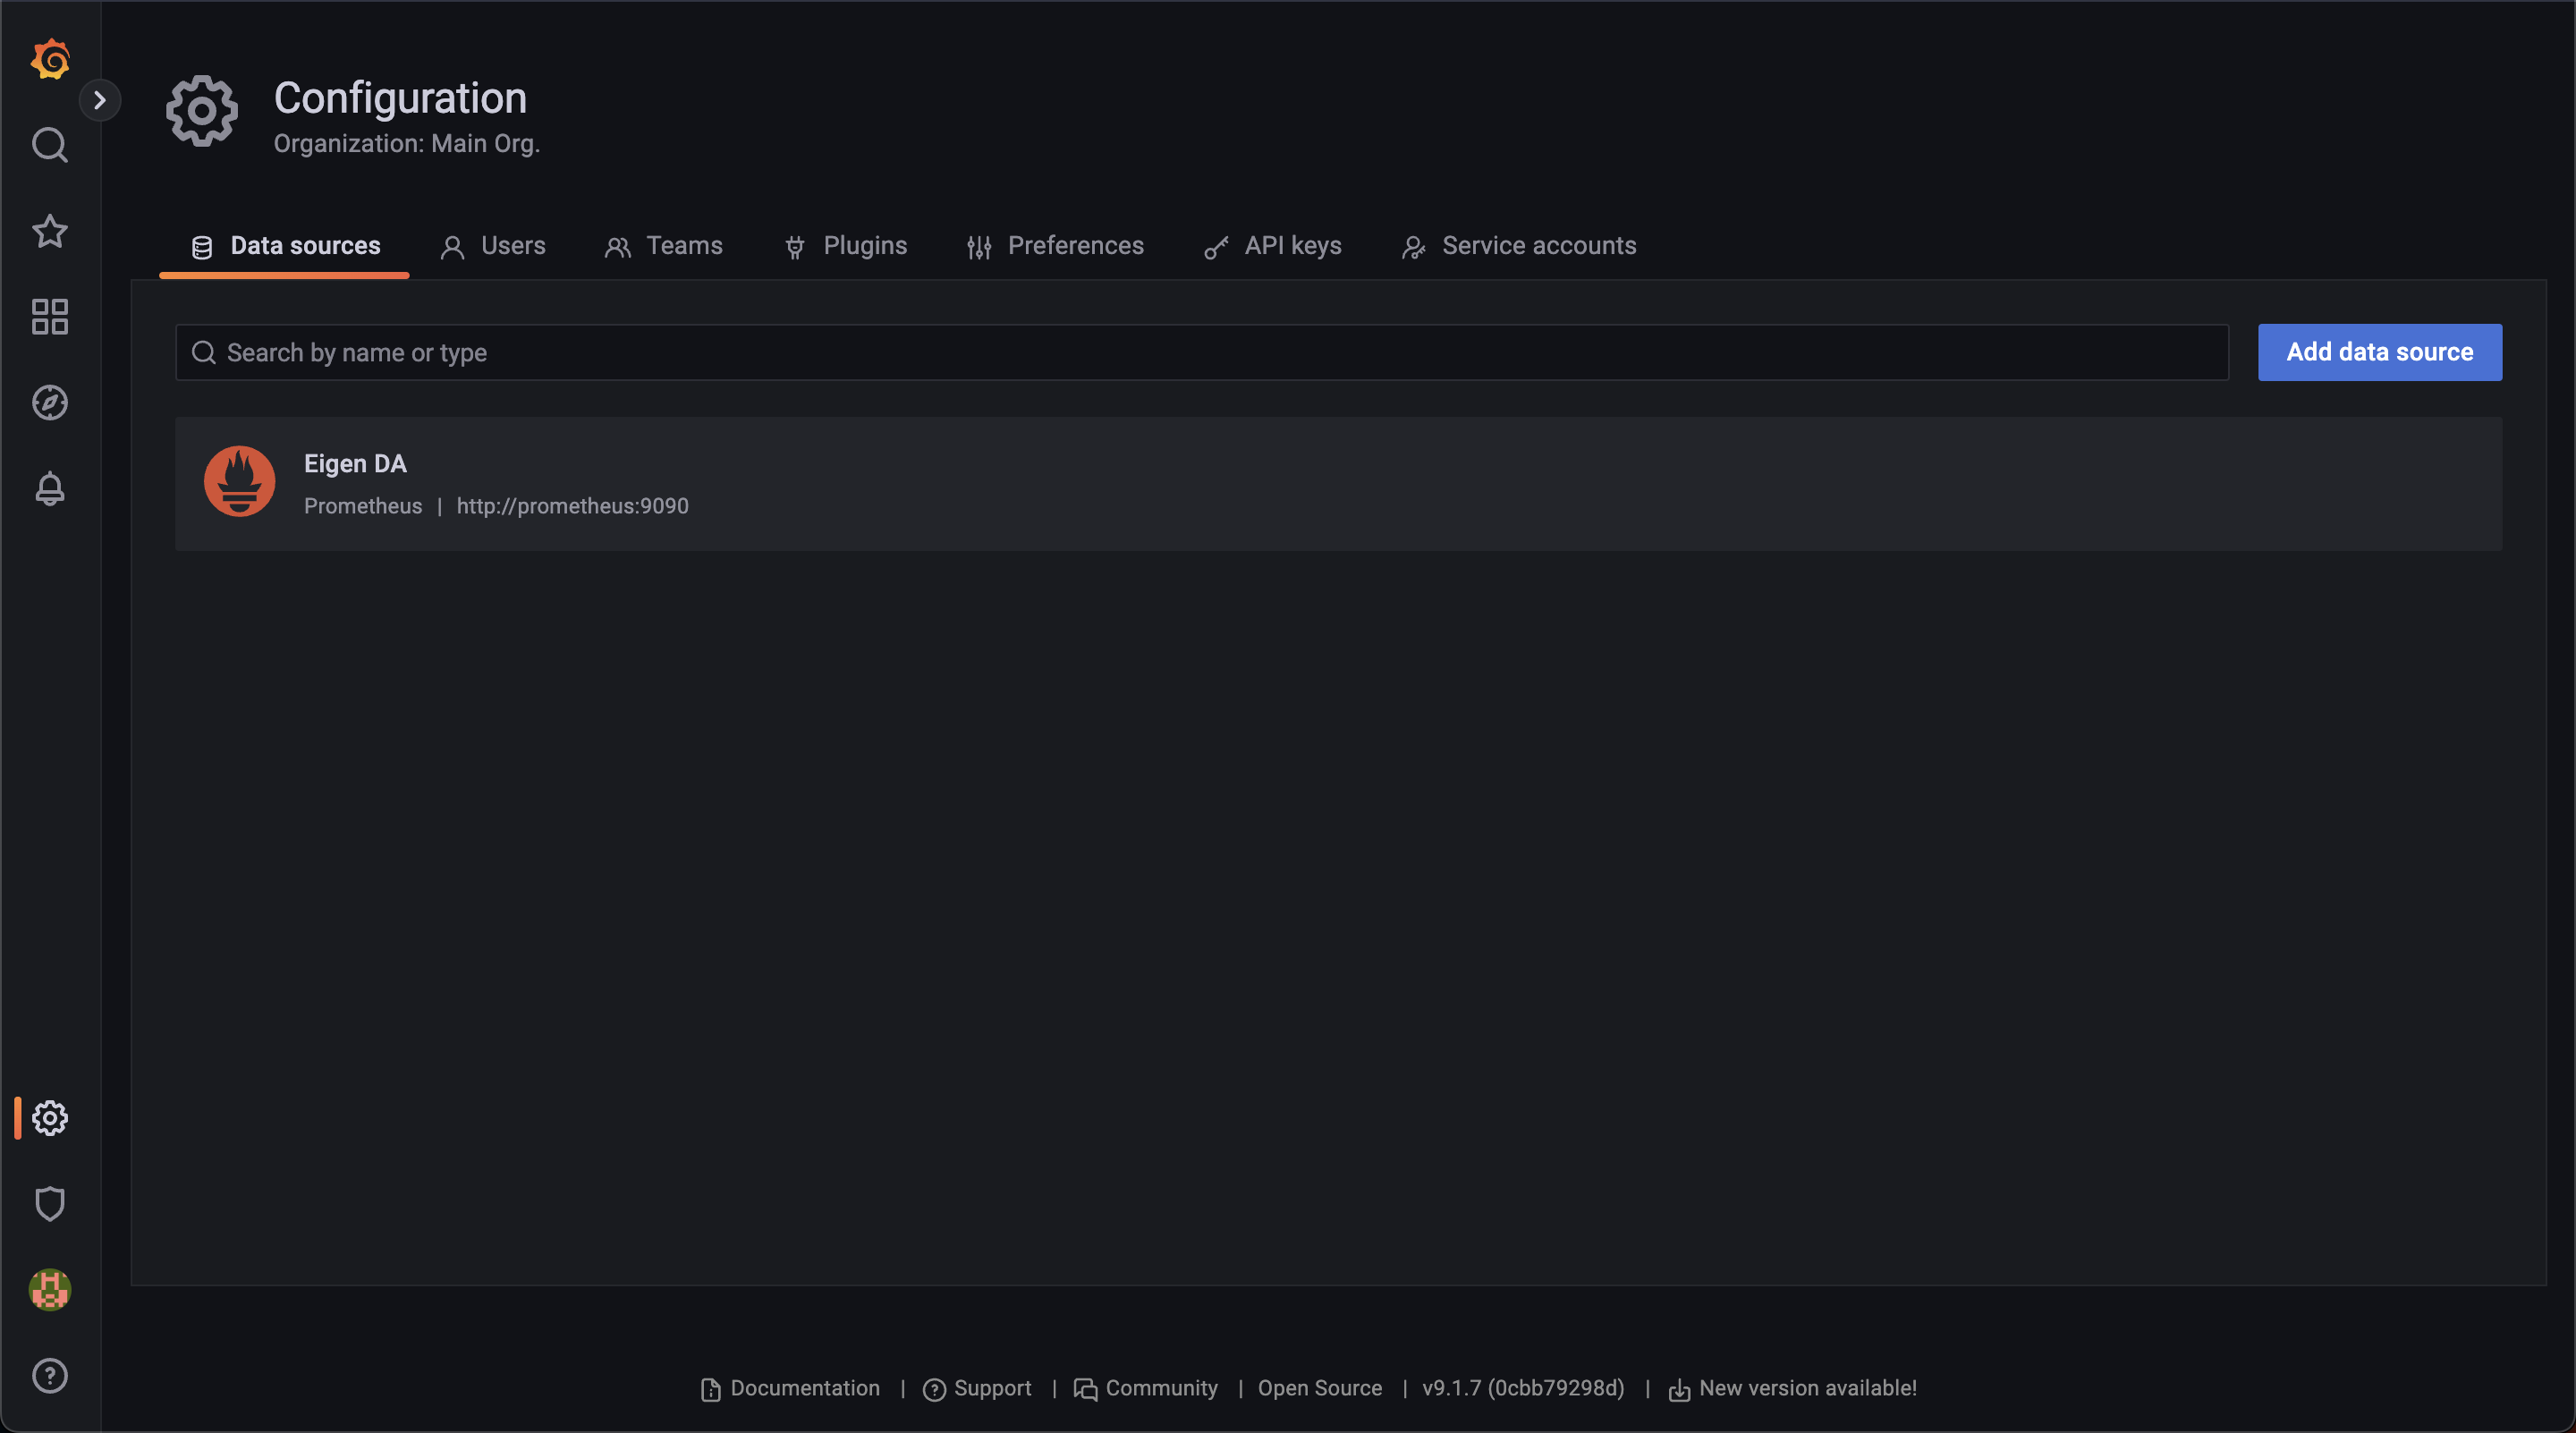 Configuration
Organization: Main Org.
Data sources
Users
Teams
Plugins
Preferences
API keys
Service accounts
Search by name or type
Add data source
Eigen DA
Prometheus | http://prometheus:9090
Documentation | Support | Community | Open Source | v9.1.7 (0cbb79298d) | New version available!